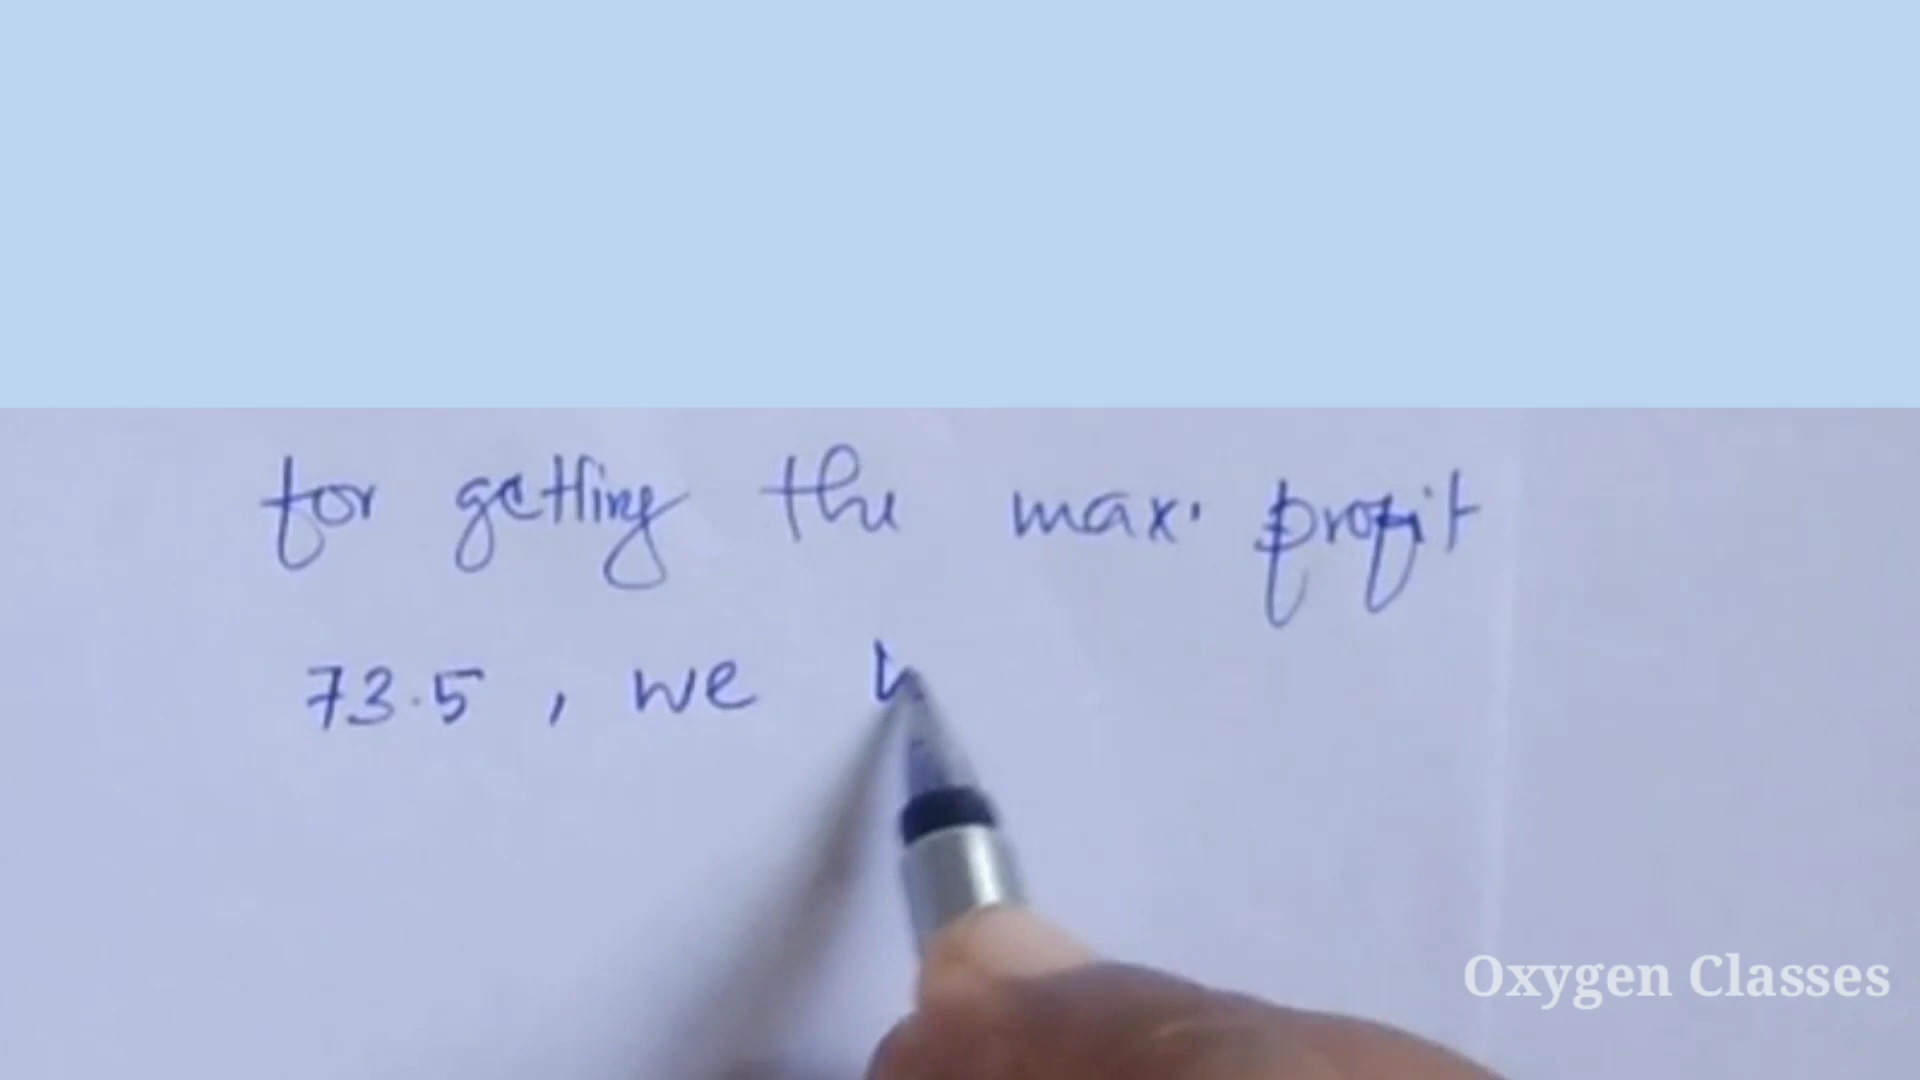 for getting the max. profit
73.5, we
Oxygen Classes